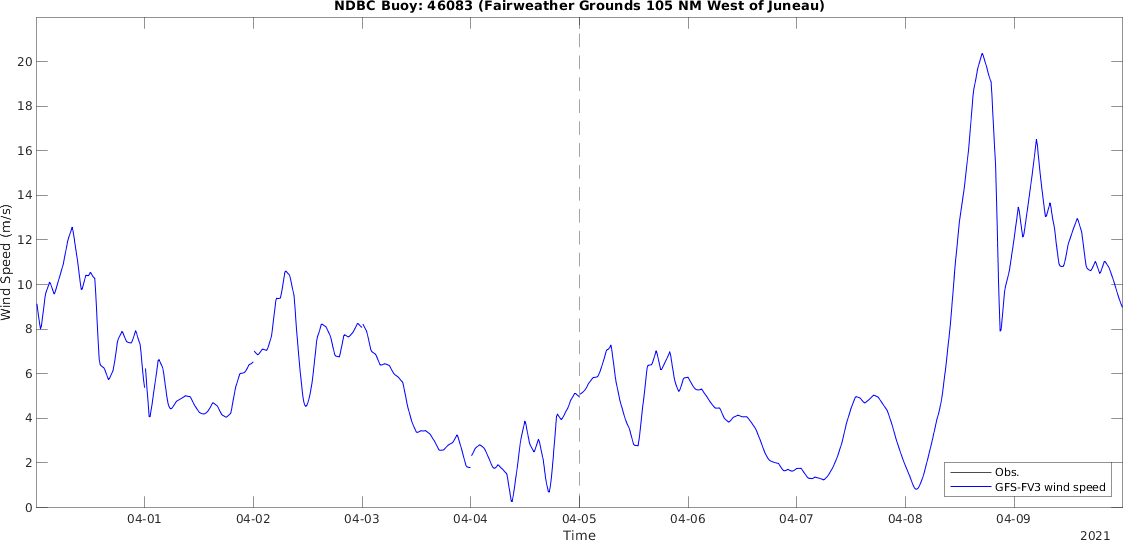 NDBC Buoy: 46083 (Fairweather Grounds 105 NM West of Juneau)
20
18
16
14
12
10
8
6
4
2
0
Wind Speed (m/s)
Obs.
GFS-FV3 wind speed
04-01 04-02 04-03 04-04 04-05 04-06 04-07 04-08 04-09
Time
2021